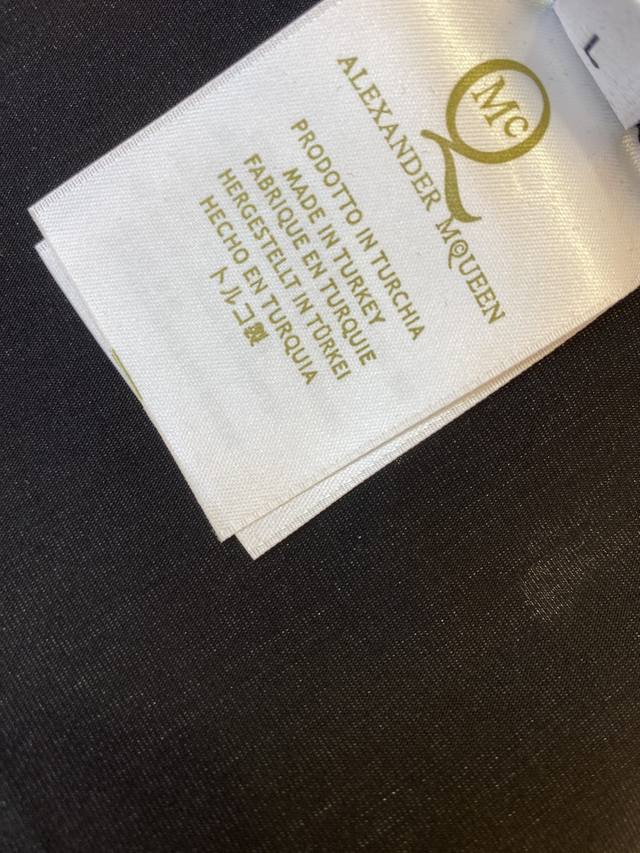 McQ
ALEXANDER McQUEEN
PRODOTTO IN TURCHIA
MADE IN TURKEY
FABRIQUE EN TURQUIE
HERGESTELLT IN TÜRKEI
HECHO EN TURQUIA
トルコ製
L